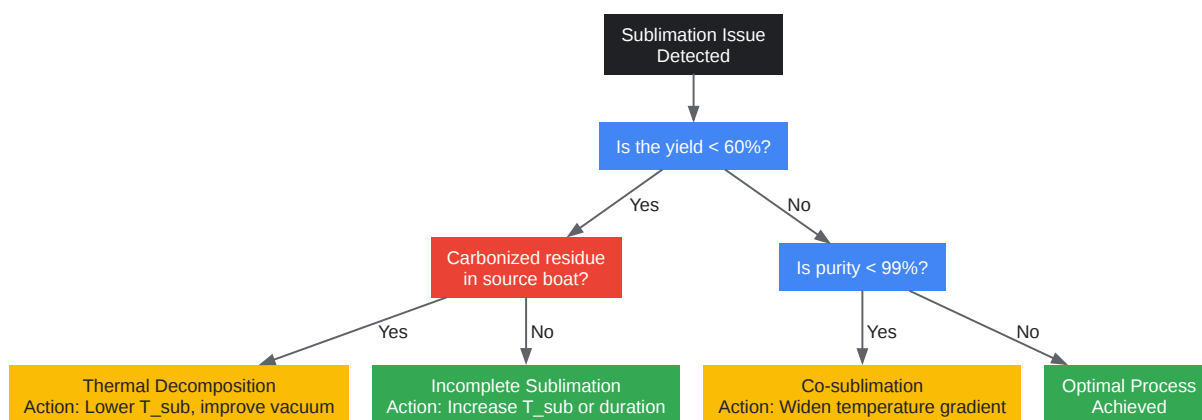 Sublimation Issue
Detected
Is the yield < 60%?
Yes
No
Carbonized residue
in source boat?
Is purity < 99%?
Yes
No
Yes
No
Thermal Decomposition
Action: Lower T_sub, improve vacuum
Incomplete Sublimation
Action: Increase T_sub or duration
Co-sublimation
Action: Widen temperature gradient
Optimal Process
Achieved